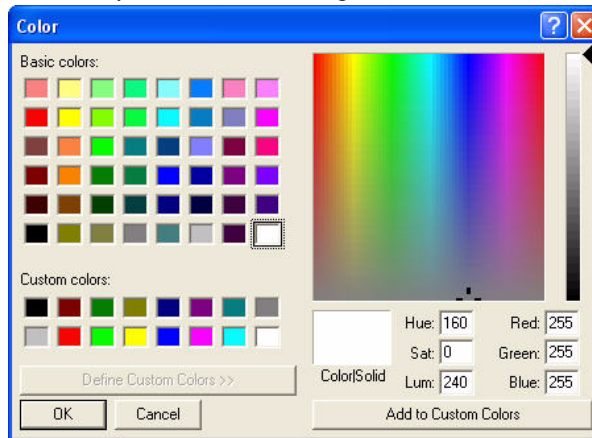 Color
Basic colors:
Custom colors:
Define Custom Colors >>
OK Cancel
Color|Solid
Hue: 160 Red: 255
Sat: 0 Green: 255
Lum: 240 Blue: 255
Add to Custom Colors